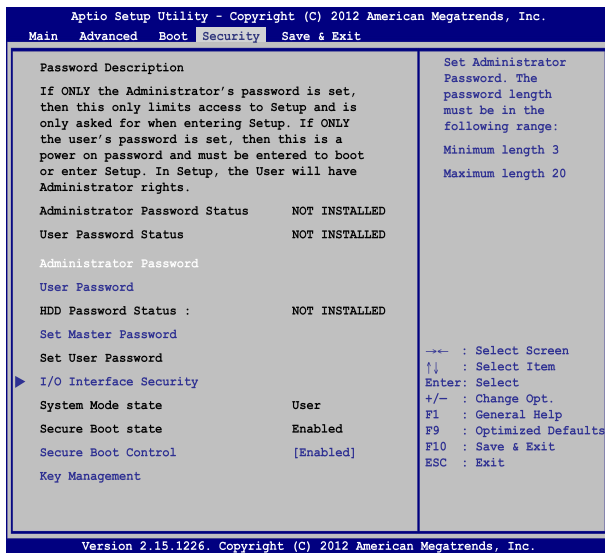 Aptio Setup Utility - Copyright (C) 2012 American Megatrends, Inc.
Main Advanced Boot Security Save & Exit
Password Description
If ONLY the Administrator's password is set,
then this only limits access to Setup and is
only asked for when entering Setup. If ONLY
the user's password is set, then this is a
power on password and must be entered to boot
or enter Setup. In Setup, the User will have
Administrator rights.
Administrator Password Status NOT INSTALLED
User Password Status NOT INSTALLED
Administrator Password
User Password
HDD Password Status : NOT INSTALLED
Set Master Password
Set User Password
I/O Interface Security
System Mode state User
Secure Boot state Enabled
Secure Boot Control [Enabled]
Key Management
Set Administrator
Password. The
password length
must be in the
following range:
Minimum length 3
Maximum length 20
→← : Select Screen
↑↓ : Select Item
Enter: Select
+/— : Change Opt.
F1 : General Help
F9 : Optimized Defaults
F10 : Save & Exit
ESC : Exit
Version 2.15.1226. Copyright (C) 2012 American Megatrends, Inc.